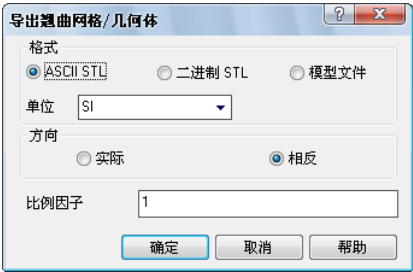 导出翘曲网格/几何体
格式
ASCII STL 二进制 STL 模型文件
单位 SI
方向
实际 相反
比例因子 1
确定 取消 帮助